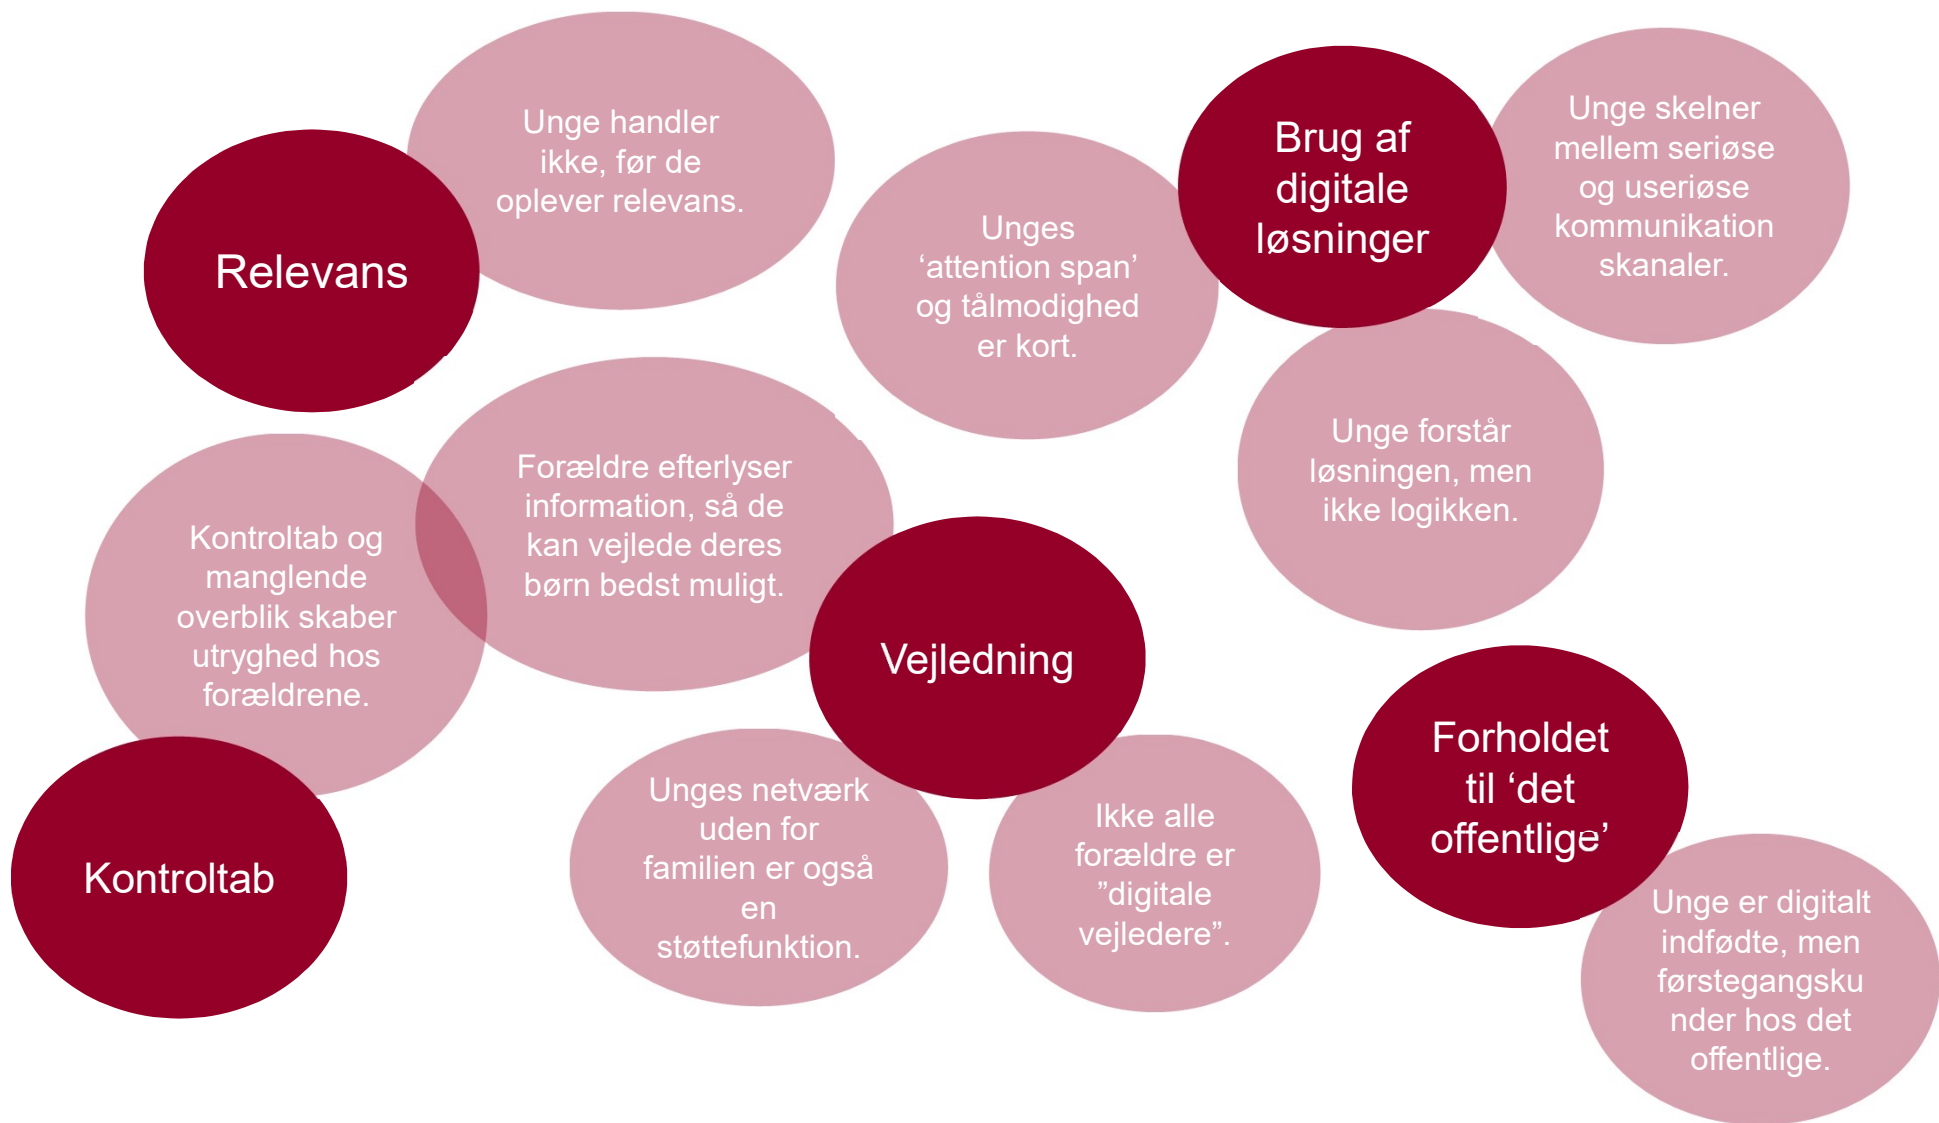 Relevans
Unge handler
ikke, før de
oplever relevans.
Brug af
digitale
løsninger
Unges
‘attention span’
og tålmodighed
er kort.
Unge skelner
mellem seriøse
og useriøse
kommunikation
skanaler.
Unge forstår
løsningen, men
ikke logikken.
Vejledning
Forældre efterlyser
information, så de
kan vejlede deres
børn bedst muligt.
Unges netværk
uden for
familien er også
en
støttefunktion.
Ikke alle
forældre er
”digitale
vejledere”.
Kontroltab
Kontroltab og
manglende
overblik skaber
utryghed hos
forældrene.
Forholdet
til ‘det
offentlige’
Unge er digitalt
indfødte, men
førstegangsku
nder hos det
offentlige.